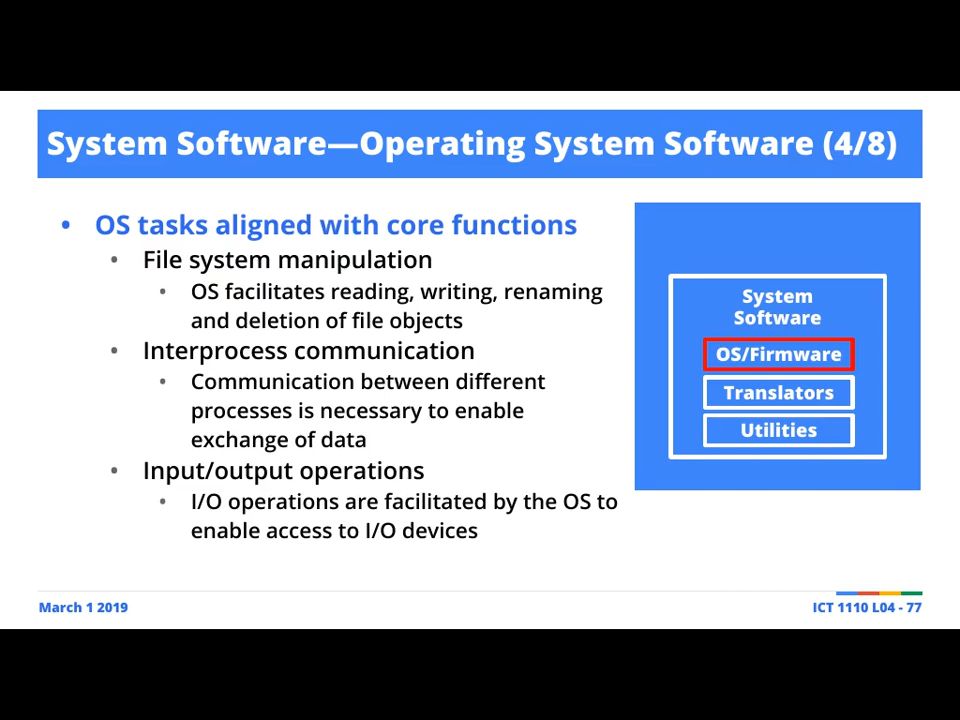 System Software—Operating System Software (4/8)
• OS tasks aligned with core functions
• File system manipulation
• OS facilitates reading, writing, renaming
and deletion of file objects
• Interprocess communication
• Communication between different
processes is necessary to enable
exchange of data
• Input/output operations
• I/O operations are facilitated by the OS to
enable access to I/O devices
System
Software
OS/Firmware
Translators
Utilities
March 1 2019
ICT 1110 L04 - 77